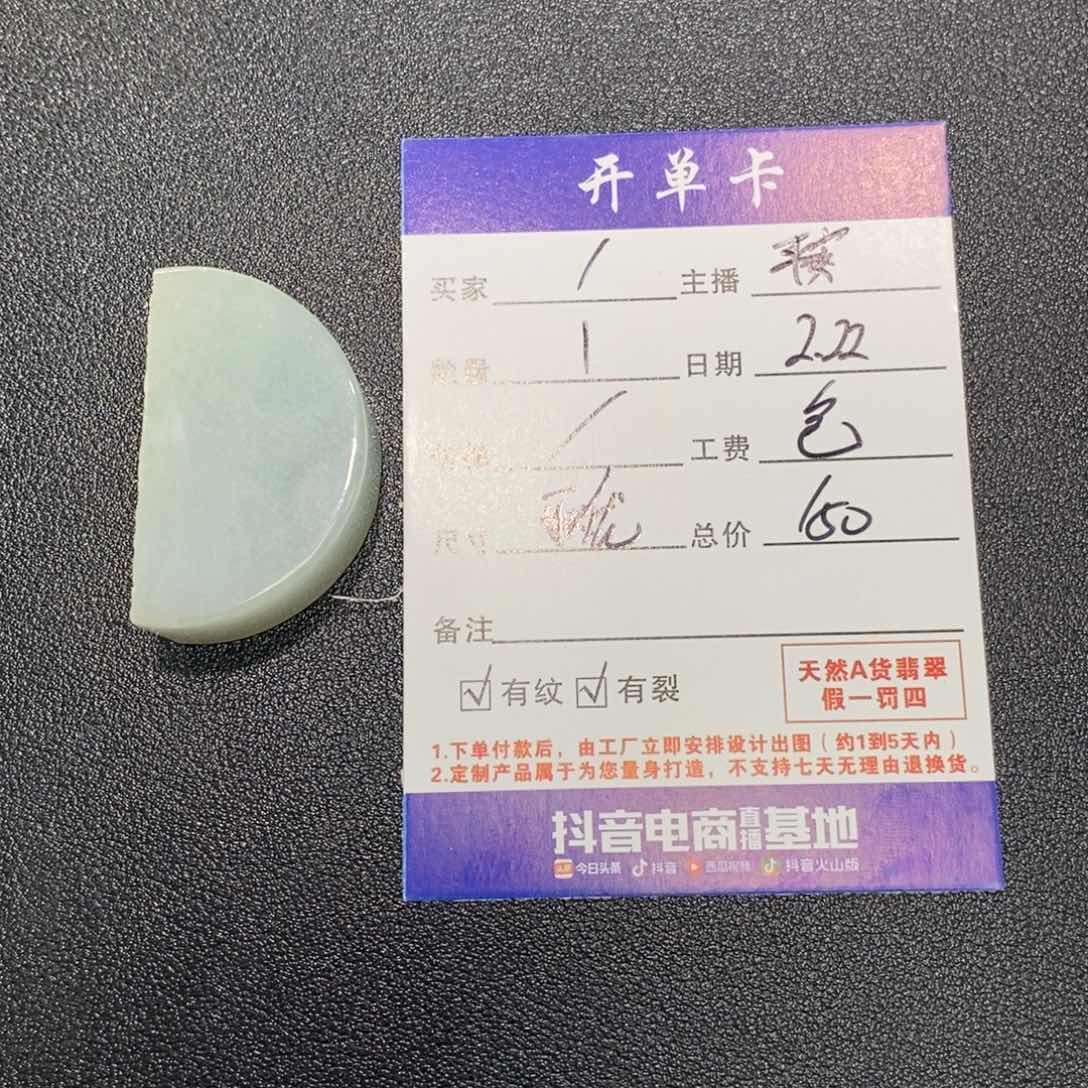 开单卡
买家 / 主播
数量 1 日期 2.22
/ 工费 包
尺寸 总价 650
备注
☑有纹 ☑有裂
天然A货翡翠
假一罚四
1.下单付款后，由工厂立即安排设计出图（约1到5天内）
2.定制产品属于为您量身打造，不支持七天无理由退换货。
抖音电商直播基地
今日头条 抖音 西瓜视频 抖音火山版